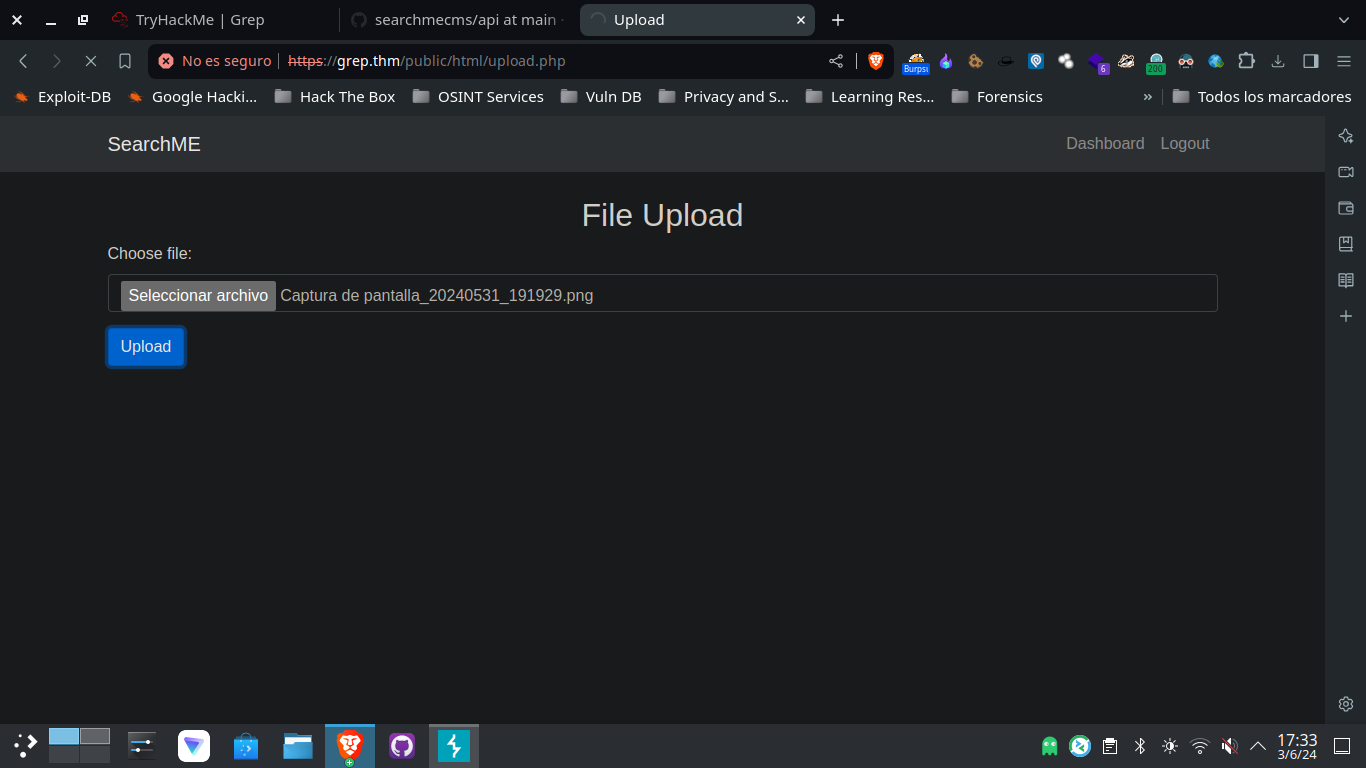 TryHackMe | Grep
searchmecms/api at main ·
Upload
No es seguro
https://grep.thm/public/html/upload.php
Burpsu
6
200
Exploit-DB
Google Hacki...
Hack The Box
OSINT Services
Vuln DB
Privacy and S...
Learning Res...
Forensics
»
Todos los marcadores
SearchME
Dashboard
Logout
File Upload
Choose file:
Seleccionar archivo Captura de pantalla_20240531_191929.png
Upload
17:33
3/6/24